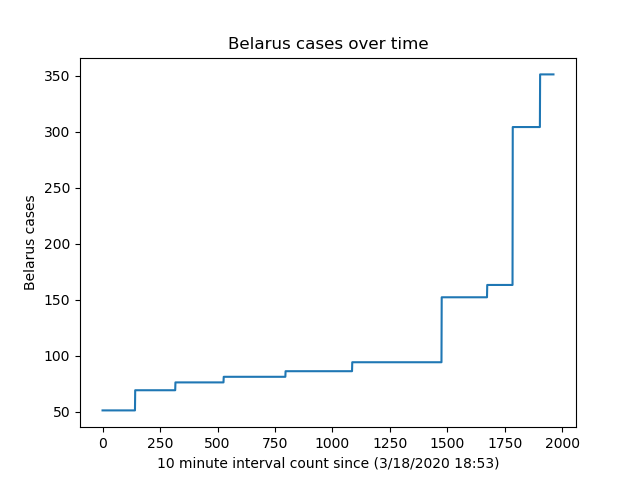 Belarus cases over time
350
300
250
200
150
100
50
Belarus cases
0 250 500 750 1000 1250 1500 1750 2000
10 minute interval count since (3/18/2020 18:53)